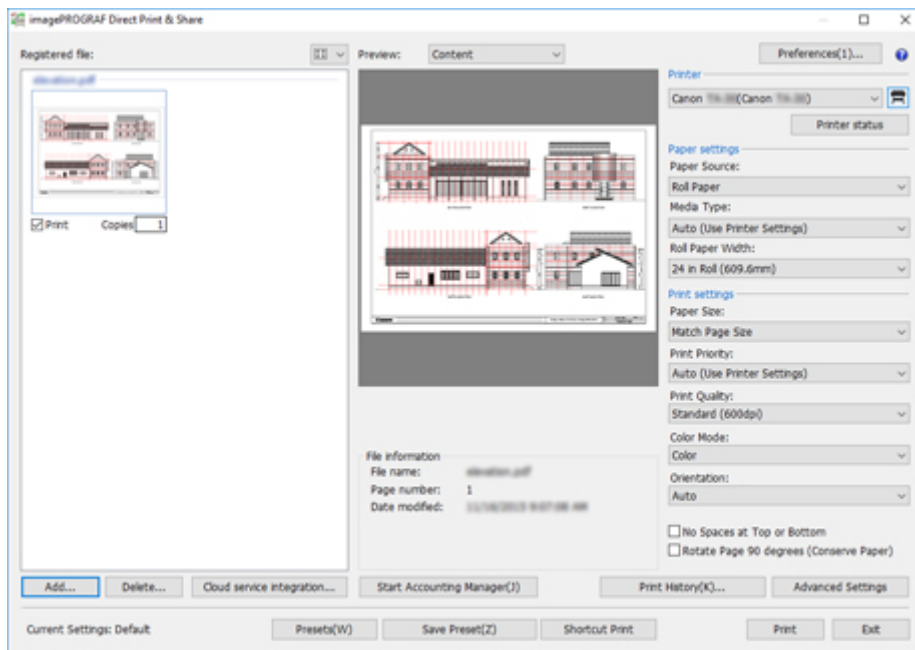 imagePROGRAF Direct Print & Share
Registered file:
Print
Copies 1
Preview: Content
File information
File name:
Page number: 1
Date modified:
Preferences(1)...
Printer
Canon (Canon )
Printer status
Paper settings
Paper Source:
Roll Paper
Media Type:
Auto (Use Printer Settings)
Roll Paper Width:
24 in Roll (609.6mm)
Print settings
Paper Size:
Match Page Size
Print Priority:
Auto (Use Printer Settings)
Print Quality:
Standard (600dpi)
Color Mode:
Color
Orientation:
Auto
No Spaces at Top or Bottom
Rotate Page 90 degrees (Conserve Paper)
Add... Delete... Cloud service integration... Start Accounting Manager(J) Print History(K)... Advanced Settings
Current Settings: Default Presets(W) Save Preset(Z) Shortcut Print Print Exit